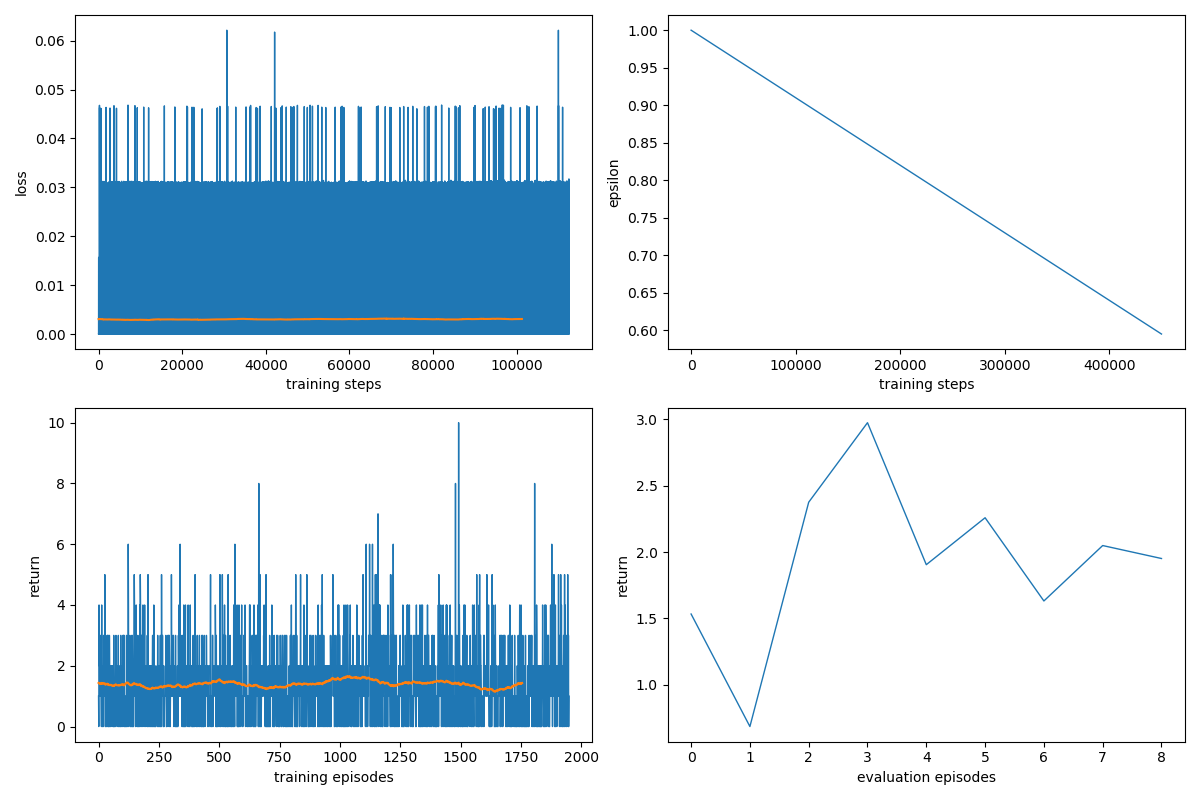 loss
0.06
0.05
0.04
0.03
0.02
0.01
0.00
0 20000 40000 60000 80000 100000
training steps
epsilon
1.00
0.95
0.90
0.85
0.80
0.75
0.70
0.65
0.60
0 100000 200000 300000 400000
training steps
return
10
8
6
4
2
0
0 250 500 750 1000 1250 1500 1750 2000
training episodes
return
3.0
2.5
2.0
1.5
1.0
0 1 2 3 4 5 6 7 8
evaluation episodes